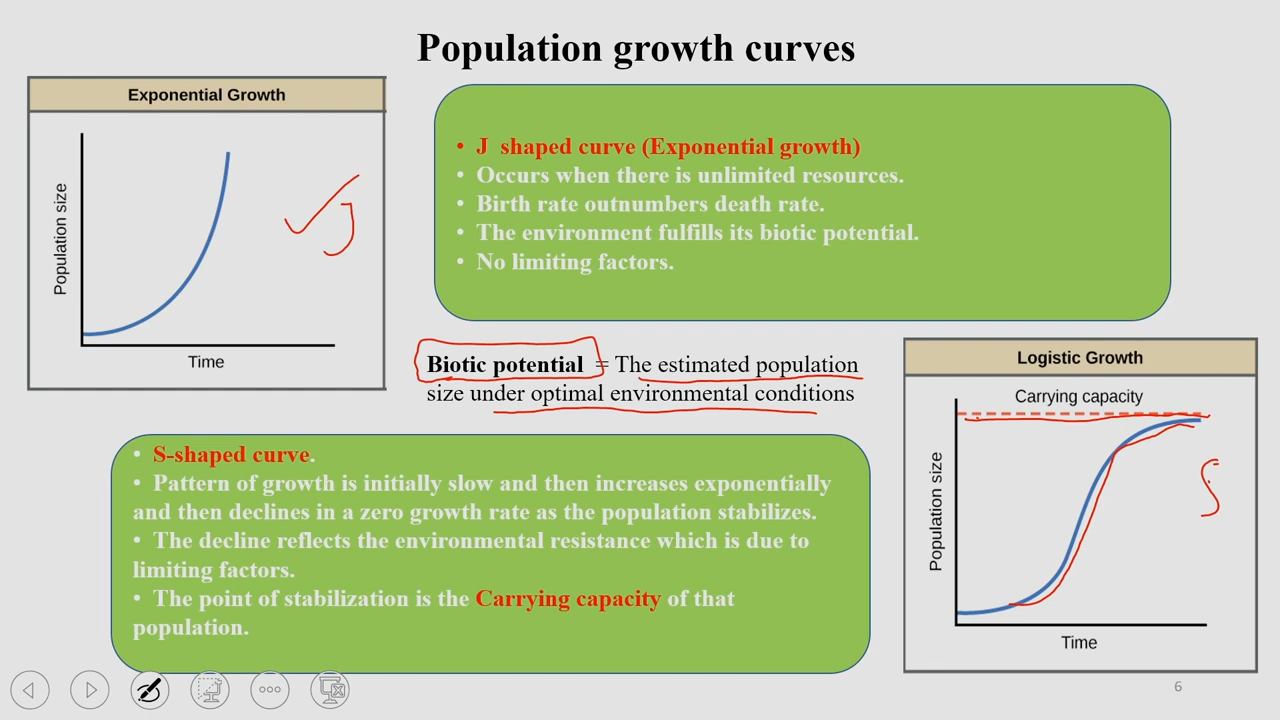 Population growth curves
Exponential Growth
Population size
Time
J
• J shaped curve (Exponential growth)
• Occurs when there is unlimited resources.
• Birth rate outnumbers death rate.
• The environment fulfills its biotic potential.
• No limiting factors.
Biotic potential = The estimated population
size under optimal environmental conditions
• S-shaped curve.
• Pattern of growth is initially slow and then increases exponentially
and then declines in a zero growth rate as the population stabilizes.
• The decline reflects the environmental resistance which is due to
limiting factors.
• The point of stabilization is the Carrying capacity of that
population.
Logistic Growth
Carrying capacity
Population size
Time
S
6